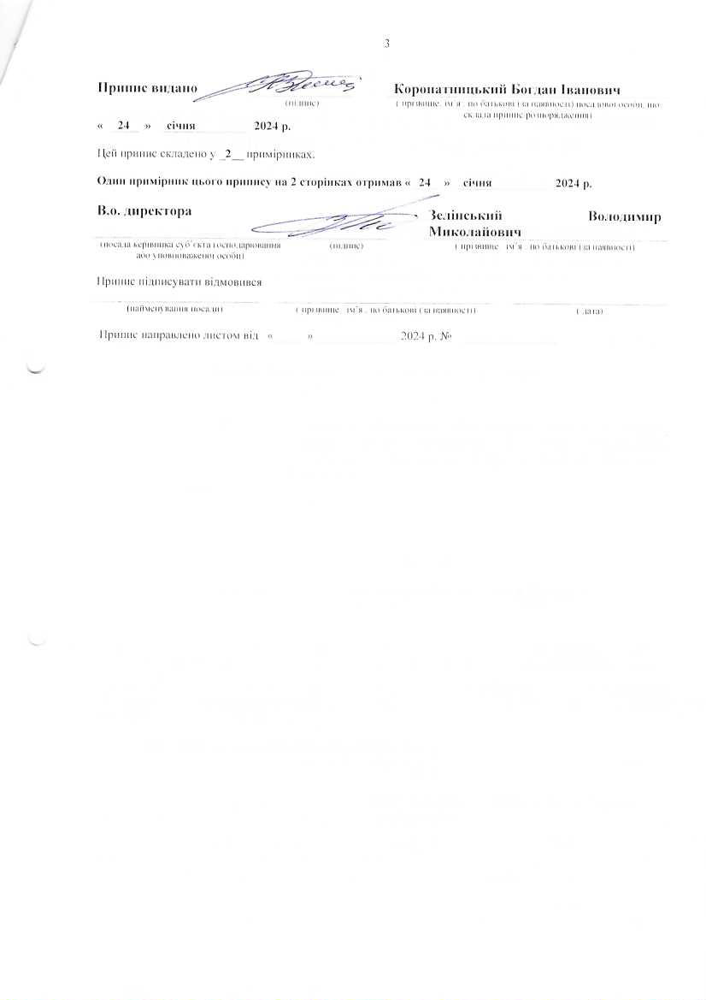 3
Припис видано Коропатницький Богдан Іванович
(підпис) ( прізвище, ім’я , по батькові (за наявності) посадової особи, що
склала припис розпорядження)
« 24 » січня 2024 р.
Цей припис складено у _2__ примірниках.
Один примірник цього припису на 2 сторінках отримав « 24 » січня 2024 р.
В.о. директора Зелінський Володимир
Миколайович
(посада керівника суб’єкта господарювання (підпис) ( прізвище, ім’я , по батькові (за наявності)
або уповноваженої особи)
Припис підписувати відмовився
(найменування посади) ( прізвище, ім’я , по батькові (за наявності) ( дата)
Припис направлено листом від « » 2024 р. №